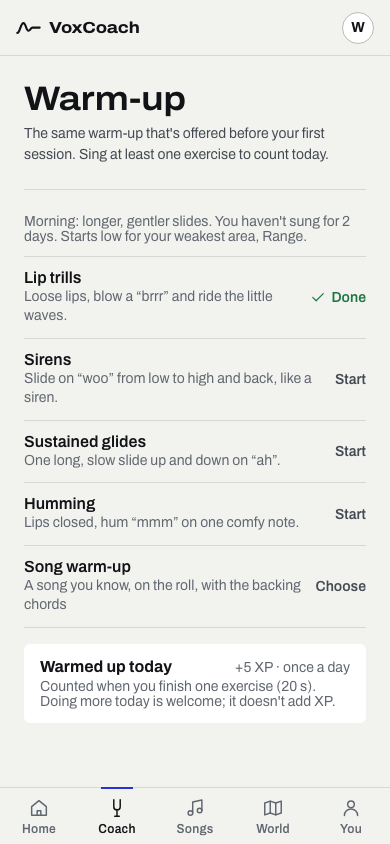 VoxCoach
W
Warm-up
The same warm-up that's offered before your first
session. Sing at least one exercise to count today.
Morning: longer, gentler slides. You haven't sung for 2
days. Starts low for your weakest area, Range.
Lip trills
Loose lips, blow a “brrr” and ride the little
waves.
Done
Sirens
Slide on “woo” from low to high and back, like a
siren.
Start
Sustained glides
One long, slow slide up and down on “ah”.
Start
Humming
Lips closed, hum “mmm” on one comfy note.
Start
Song warm-up
A song you know, on the roll, with the backing
chords
Choose
Warmed up today
+5 XP · once a day
Counted when you finish one exercise (20 s).
Doing more today is welcome; it doesn't add XP.
Home
Coach
Songs
World
You